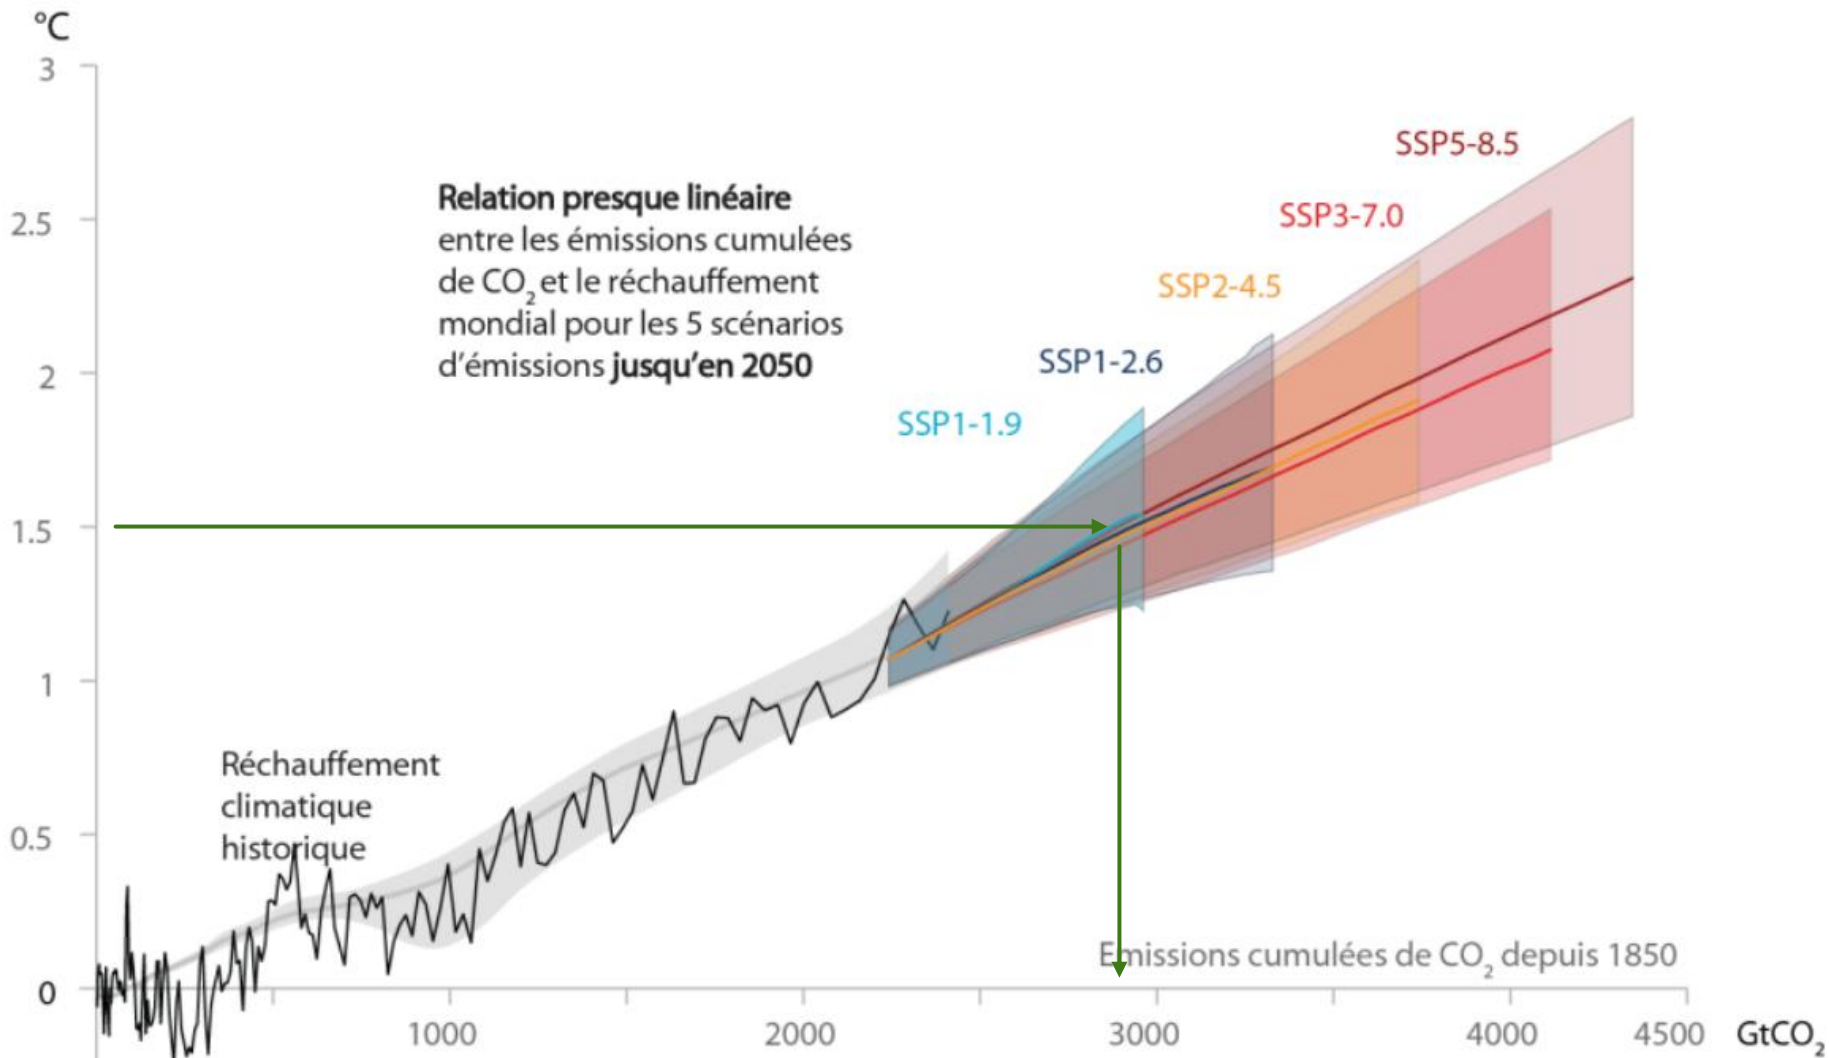 °C
3
2.5
2
1.5
1
0.5
0
Relation presque linéaire
entre les émissions cumulées
de CO₂ et le réchauffement
mondial pour les 5 scénarios
d'émissions jusqu'en 2050
SSP5-8.5
SSP3-7.0
SSP2-4.5
SSP1-2.6
SSP1-1.9
Réchauffement
climatique
historique
Emissions cumulées de CO₂ depuis 1850
1000 2000 3000 4000 4500 GtCO₂